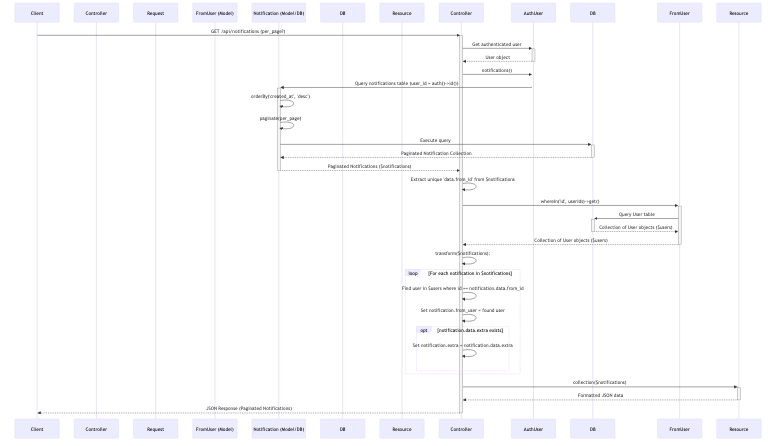 Client Controller Request FromUser (Model) Notification (Model/DB) DB Resource Controller AuthUser DB FromUser Resource
GET /api/notifications (per_page?)
Get authenticated user
User object
notifications()
Query notifications table (user_id = auth()->id())
orderBy('created_at', 'desc')
paginate(per_page)
Execute query
Paginated Notification Collection
Paginated Notifications ($notifications)
Extract unique 'data.from_id' from $notifications
whereIn('id', userIds)->get()
Query User table
Collection of User objects ($users)
Collection of User objects ($users)
transform($notifications):
loop [For each notification in $notifications]
Find user in $users where id == notification.data.from_id
Set notification.from_user = found user
opt [notification.data.extra exists]
Set notification.extra = notification.data.extra
collection($notifications)
Formatted JSON data
JSON Response (Paginated Notifications)
Client Controller Request FromUser (Model) Notification (Model/DB) DB Resource Controller AuthUser DB FromUser Resource